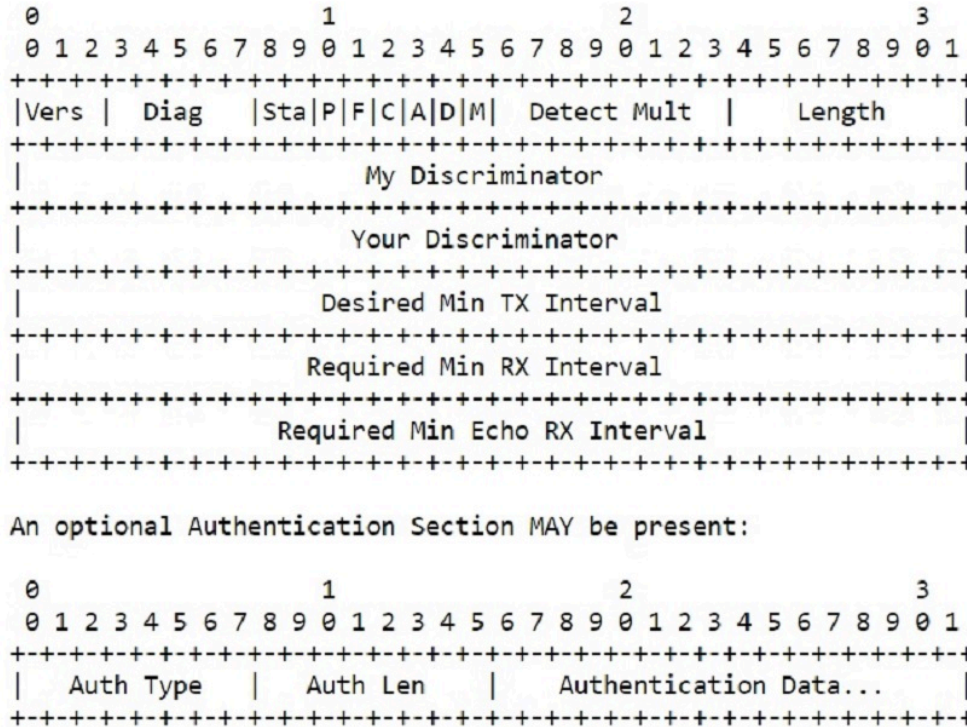 0                   1                   2                   3
 0 1 2 3 4 5 6 7 8 9 0 1 2 3 4 5 6 7 8 9 0 1 2 3 4 5 6 7 8 9 0 1
+-+-+-+-+-+-+-+-+-+-+-+-+-+-+-+-+-+-+-+-+-+-+-+-+-+-+-+-+-+-+-+-+
|Vers |  Diag   |Sta|P|F|C|A|D|M|  Detect Mult  |    Length     |
+-+-+-+-+-+-+-+-+-+-+-+-+-+-+-+-+-+-+-+-+-+-+-+-+-+-+-+-+-+-+-+-+
|                       My Discriminator                        |
+-+-+-+-+-+-+-+-+-+-+-+-+-+-+-+-+-+-+-+-+-+-+-+-+-+-+-+-+-+-+-+-+
|                      Your Discriminator                       |
+-+-+-+-+-+-+-+-+-+-+-+-+-+-+-+-+-+-+-+-+-+-+-+-+-+-+-+-+-+-+-+-+
|                    Desired Min TX Interval                    |
+-+-+-+-+-+-+-+-+-+-+-+-+-+-+-+-+-+-+-+-+-+-+-+-+-+-+-+-+-+-+-+-+
|                   Required Min RX Interval                    |
+-+-+-+-+-+-+-+-+-+-+-+-+-+-+-+-+-+-+-+-+-+-+-+-+-+-+-+-+-+-+-+-+
|                 Required Min Echo RX Interval                 |
+-+-+-+-+-+-+-+-+-+-+-+-+-+-+-+-+-+-+-+-+-+-+-+-+-+-+-+-+-+-+-+-+
An optional Authentication Section MAY be present:
 0                   1                   2                   3
 0 1 2 3 4 5 6 7 8 9 0 1 2 3 4 5 6 7 8 9 0 1 2 3 4 5 6 7 8 9 0 1
+-+-+-+-+-+-+-+-+-+-+-+-+-+-+-+-+-+-+-+-+-+-+-+-+-+-+-+-+-+-+-+-+
|   Auth Type   |   Auth Len    |    Authentication Data...     |
+-+-+-+-+-+-+-+-+-+-+-+-+-+-+-+-+-+-+-+-+-+-+-+-+-+-+-+-+-+-+-+-+